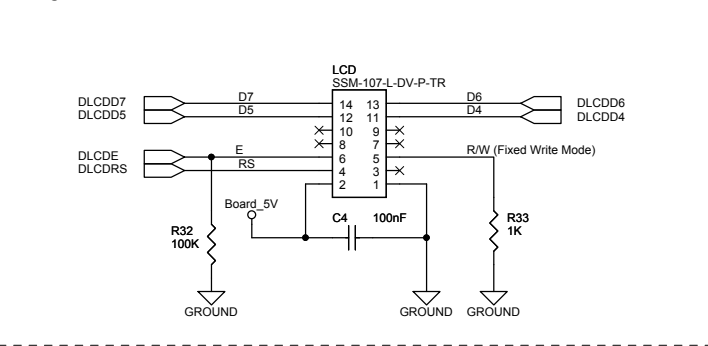 LCD
SSM-107-L-DV-P-TR
DLCDD7 D7 14 13 D6 DLCDD6
DLCDD5 D5 12 11 D4 DLCDD4
10 9
8 7
DLCDE E 6 5 R/W (Fixed Write Mode)
DLCDRS RS 4 3
2 1
Board_5V
C4 100nF
R32
100K
R33
1K
GROUND GROUND GROUND